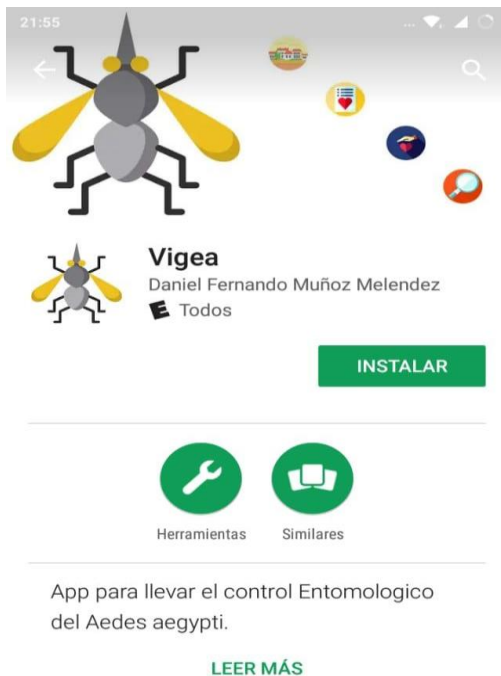 21:55
Vigea
Daniel Fernando Muñoz Melendez
E Todos
INSTALAR
Herramientas
Similares
App para llevar el control Entomologico
del Aedes aegypti.
LEER MÁS